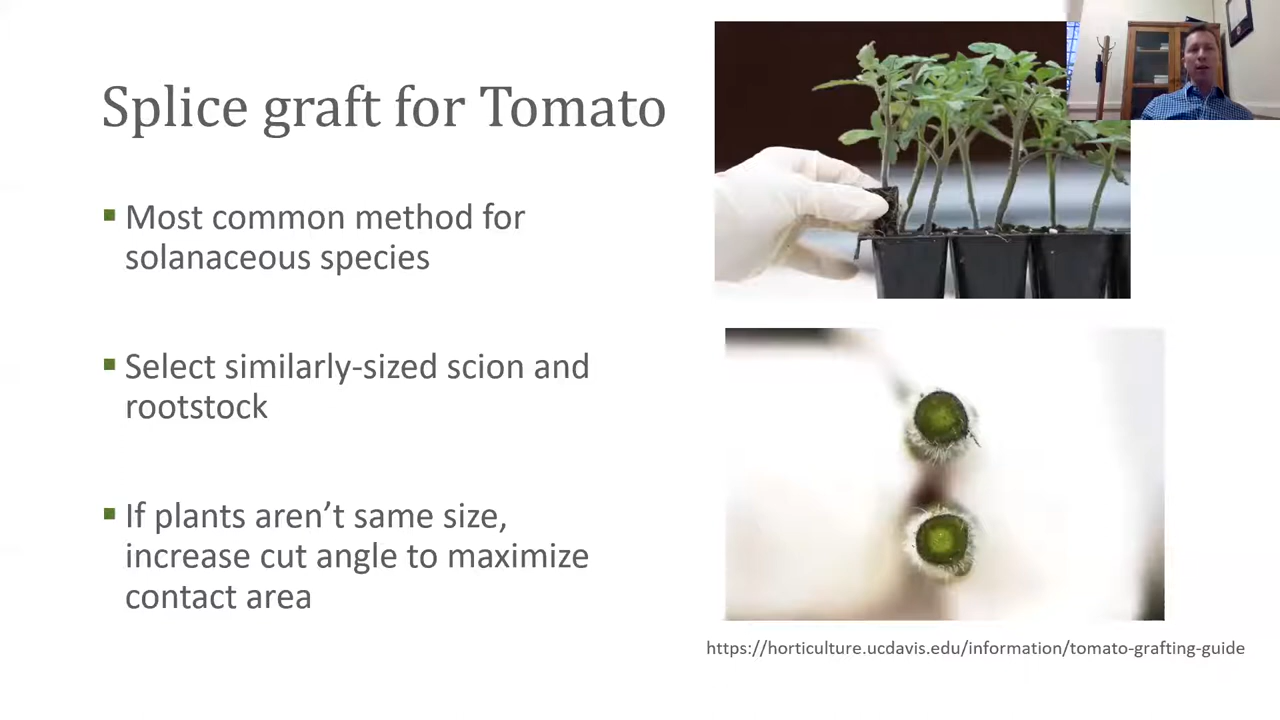 Splice graft for Tomato
▪ Most common method for
solanaceous species
▪ Select similarly-sized scion and
rootstock
▪ If plants aren’t same size,
increase cut angle to maximize
contact area
https://horticulture.ucdavis.edu/information/tomato-grafting-guide